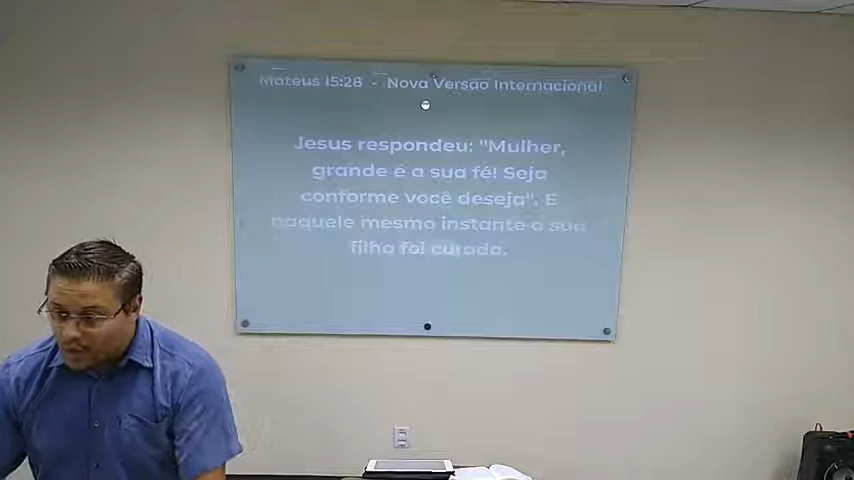 Mateus 15:28 - Nova Versão Internacional
Jesus respondeu: "Mulher,
grande é a sua fé! Seja
conforme você deseja". E
naquele mesmo instante a sua
filha foi curada.